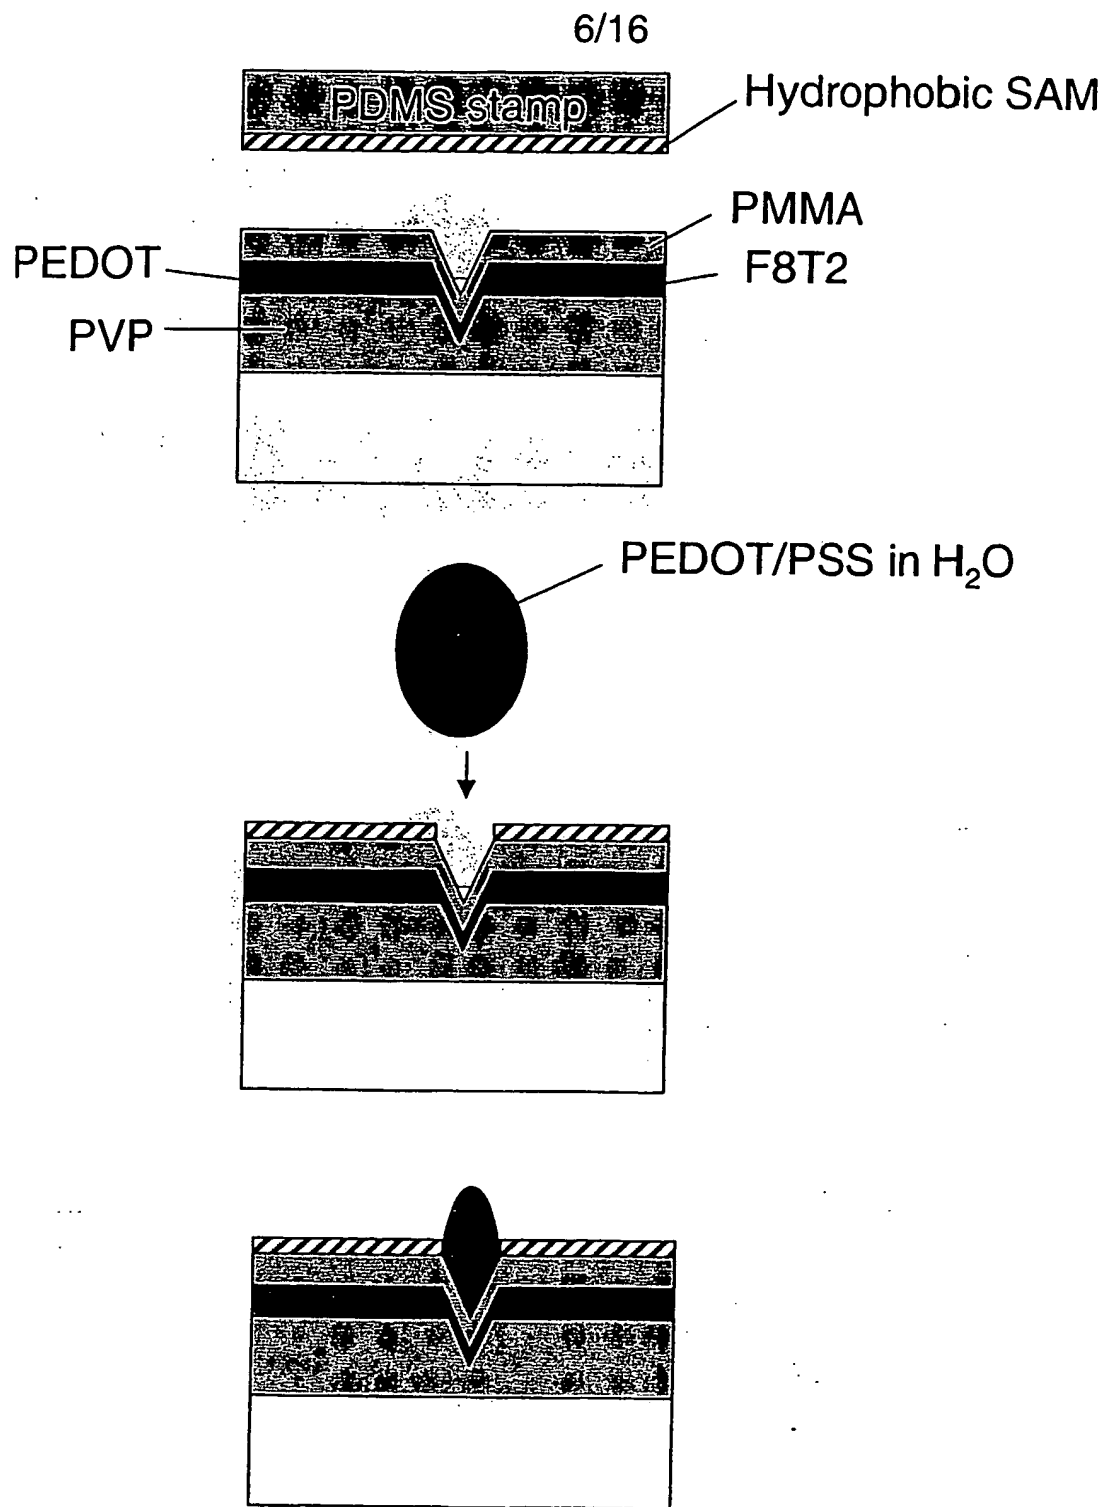 6/16
PDMS stamp
Hydrophobic SAM
PMMA
PEDOT
F8T2
PVP
PEDOT/PSS in H₂O